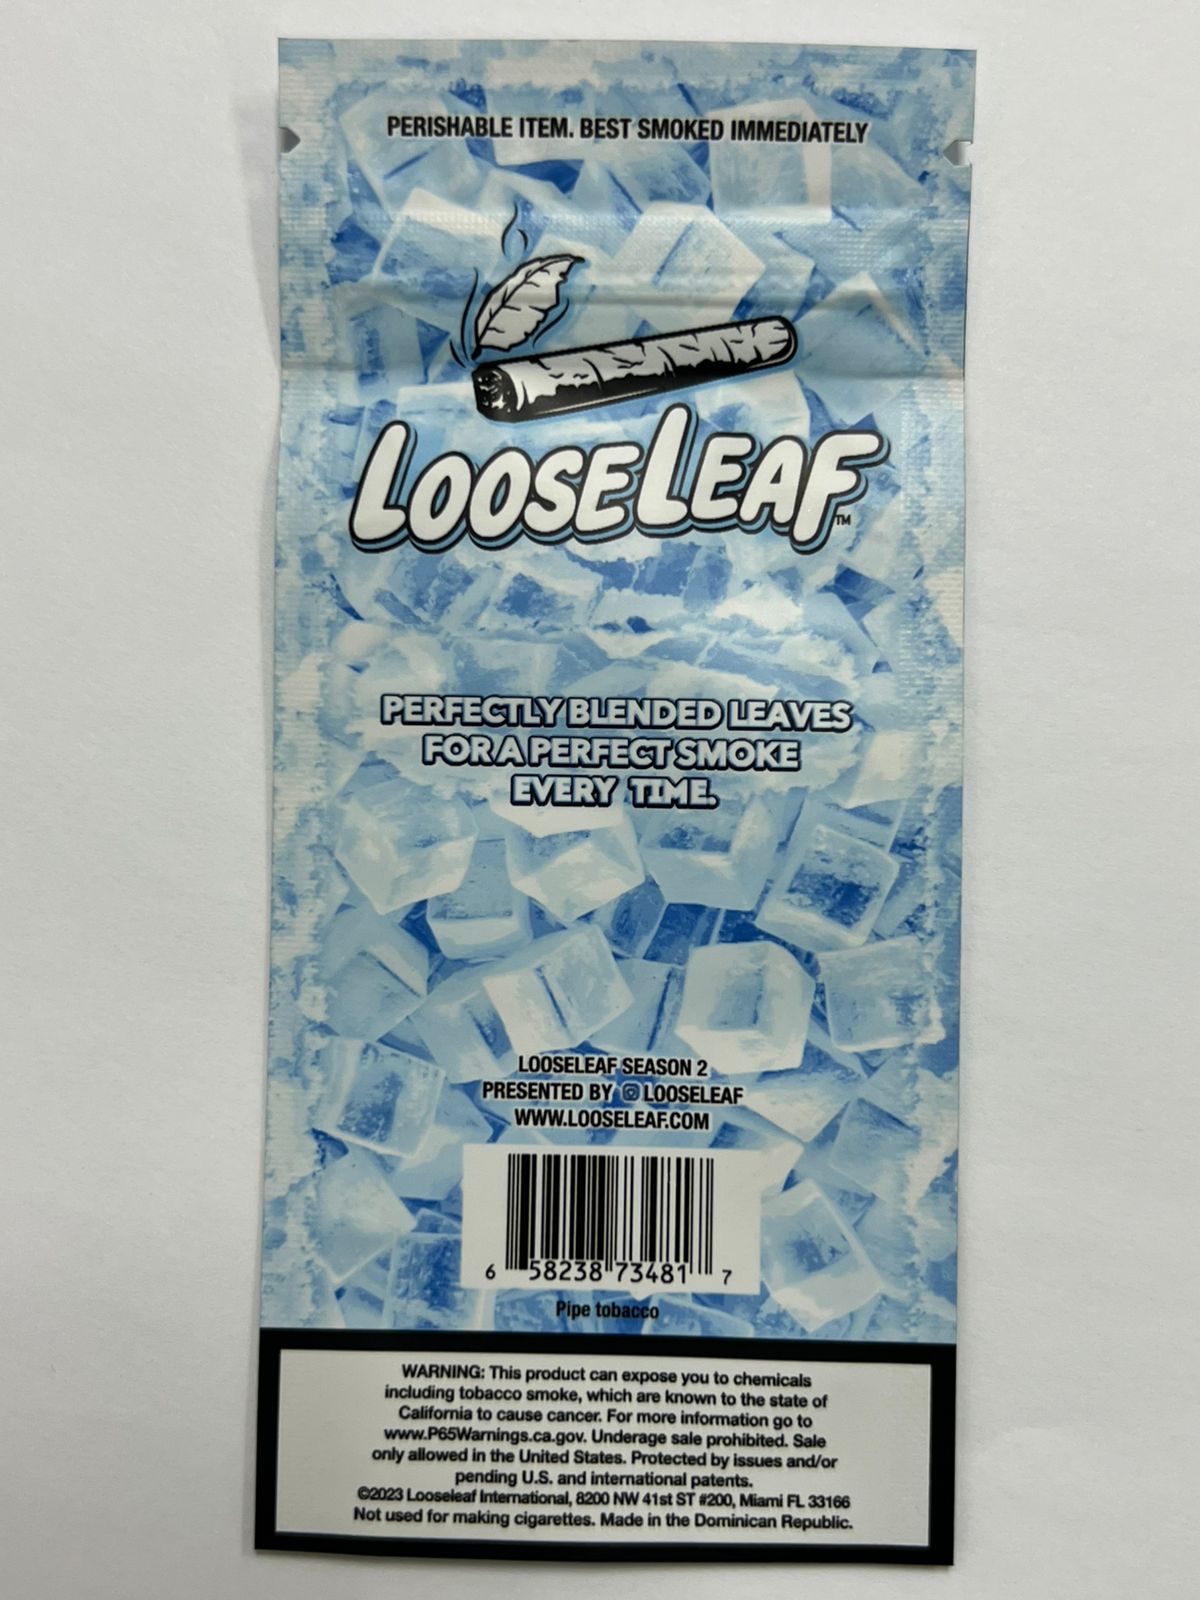 PERISHABLE ITEM. BEST SMOKED IMMEDIATELY
LOOSELEAF™
PERFECTLY BLENDED LEAVES
FOR A PERFECT SMOKE
EVERY TIME.
LOOSELEAF SEASON 2
PRESENTED BY LOOSELEAF
WWW.LOOSELEAF.COM
6 58238 73481 7
Pipe tobacco
WARNING: This product can expose you to chemicals
including tobacco smoke, which are known to the state of
California to cause cancer. For more information go to
www.P65Warnings.ca.gov. Underage sale prohibited. Sale
only allowed in the United States. Protected by issues and/or
pending U.S. and international patents.
©2023 Looseleaf International, 8200 NW 41st ST #200, Miami FL 33166
Not used for making cigarettes. Made in the Dominican Republic.